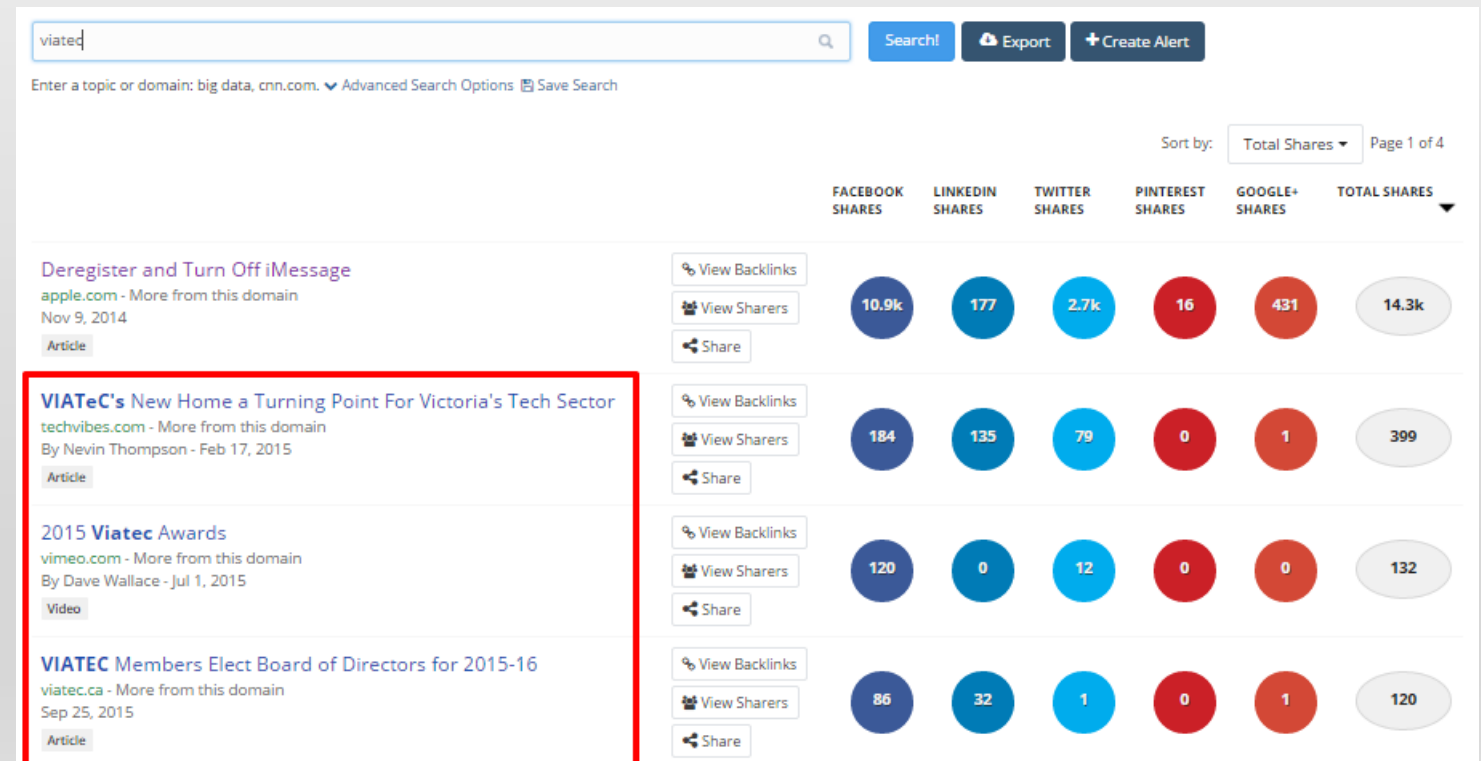 viatec
Search!
Export
+ Create Alert
Enter a topic or domain: big data, cnn.com. Advanced Search Options Save Search
Sort by: Total Shares Page 1 of 4
FACEBOOK SHARES LINKEDIN SHARES TWITTER SHARES PINTEREST SHARES GOOGLE+ SHARES TOTAL SHARES
Deregister and Turn Off iMessage
apple.com - More from this domain
Nov 9, 2014
Article
View Backlinks
View Sharers
Share
10.9k 177 2.7k 16 431 14.3k
VIATeC's New Home a Turning Point For Victoria's Tech Sector
techvibes.com - More from this domain
By Nevin Thompson - Feb 17, 2015
Article
View Backlinks
View Sharers
Share
184 135 79 0 1 399
2015 Viatec Awards
vimeo.com - More from this domain
By Dave Wallace - Jul 1, 2015
Video
View Backlinks
View Sharers
Share
120 0 12 0 0 132
VIATEC Members Elect Board of Directors for 2015-16
viatec.ca - More from this domain
Sep 25, 2015
Article
View Backlinks
View Sharers
Share
86 32 1 0 1 120